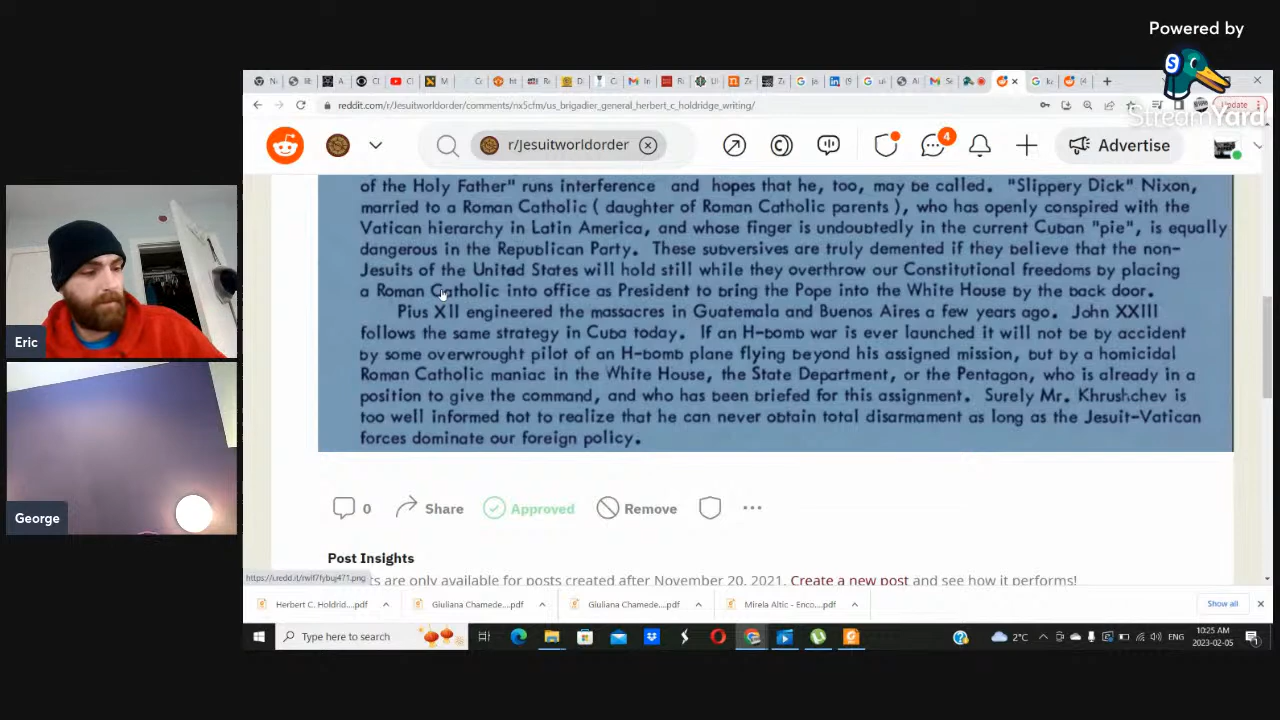 Powered by
StreamYard
reddit.com/r/Jesuitworldorder/comments/nx5cfm/us_brigadier_general_herbert_c_holdridge_writing/
Update
r/Jesuitworldorder
4
Advertise
of the Holy Father" runs interference and hopes that he, too, may be called. "Slippery Dick" Nixon,
married to a Roman Catholic ( daughter of Roman Catholic parents ), who has openly conspired with the
Vatican hierarchy in Latin America, and whose finger is undoubtedly in the current Cuban "pie", is equally
dangerous in the Republican Party. These subversives are truly demented if they believe that the non-
Jesuits of the United States will hold still while they overthrow our Constitutional freedoms by placing
a Roman Catholic into office as President to bring the Pope into the White House by the back door.
Pius XII engineered the massacres in Guatemala and Buenos Aires a few years ago. John XXIII
follows the same strategy in Cuba today. If an H-bomb war is ever launched it will not be by accident
by some overwrought pilot of an H-bomb plane flying beyond his assigned mission, but by a homicidal
Roman Catholic maniac in the White House, the State Department, or the Pentagon, who is already in a
position to give the command, and who has been briefed for this assignment. Surely Mr. Khrushchev is
too well informed not to realize that he can never obtain total disarmament as long as the Jesuit-Vatican
forces dominate our foreign policy.
Eric
George
0 Share Approved Remove
Post Insights
are only available for posts created after November 20, 2021. Create a new post and see how it performs!
Herbert C. Holdrid....pdf
Giuliana Chamede....pdf
Giuliana Chamede....pdf
Mirela Altic - Enco....pdf
Show all
Type here to search
2°C
ENG
10:25 AM
2023-02-05